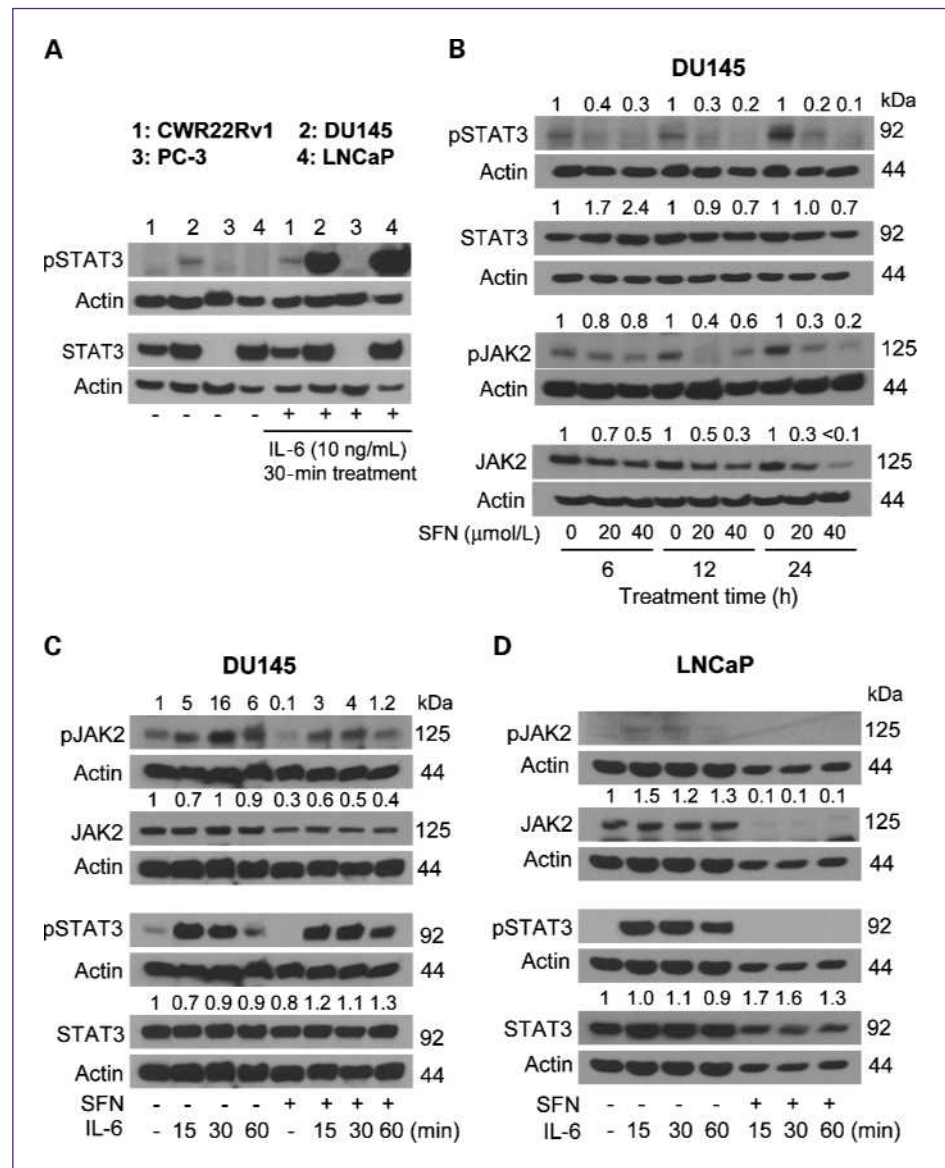 A
1: CWR22Rv1 2: DU145
3: PC-3 4: LNCaP
1 2 3 4 1 2 3 4
pSTAT3
Actin
STAT3
Actin
- - - - + + + +
IL-6 (10 ng/mL)
30-min treatment
B
DU145
1 0.4 0.3 1 0.3 0.2 1 0.2 0.1 kDa
pSTAT3 92
Actin 44
1 1.7 2.4 1 0.9 0.7 1 1.0 0.7
STAT3 92
Actin 44
1 0.8 0.8 1 0.4 0.6 1 0.3 0.2
pJAK2 125
Actin 44
1 0.7 0.5 1 0.5 0.3 1 0.3 <0.1
JAK2 125
Actin 44
SFN (μmol/L) 0 20 40 0 20 40 0 20 40
6 12 24
Treatment time (h)
C
DU145
1 5 16 6 0.1 3 4 1.2 kDa
pJAK2 125
Actin 44
1 0.7 1 0.9 0.3 0.6 0.5 0.4
JAK2 125
Actin 44
pSTAT3 92
Actin 44
1 0.7 0.9 0.9 0.8 1.2 1.1 1.3
STAT3 92
Actin 44
SFN - - - - + + + +
IL-6 - 15 30 60 - 15 30 60 (min)
D
LNCaP
kDa
pJAK2 125
Actin 44
1 1.5 1.2 1.3 0.1 0.1 0.1
JAK2 125
Actin 44
pSTAT3 92
Actin 44
1 1.0 1.1 0.9 1.7 1.6 1.3
STAT3 92
Actin 44
SFN - - - - + + +
IL-6 - 15 30 60 15 30 60 (min)